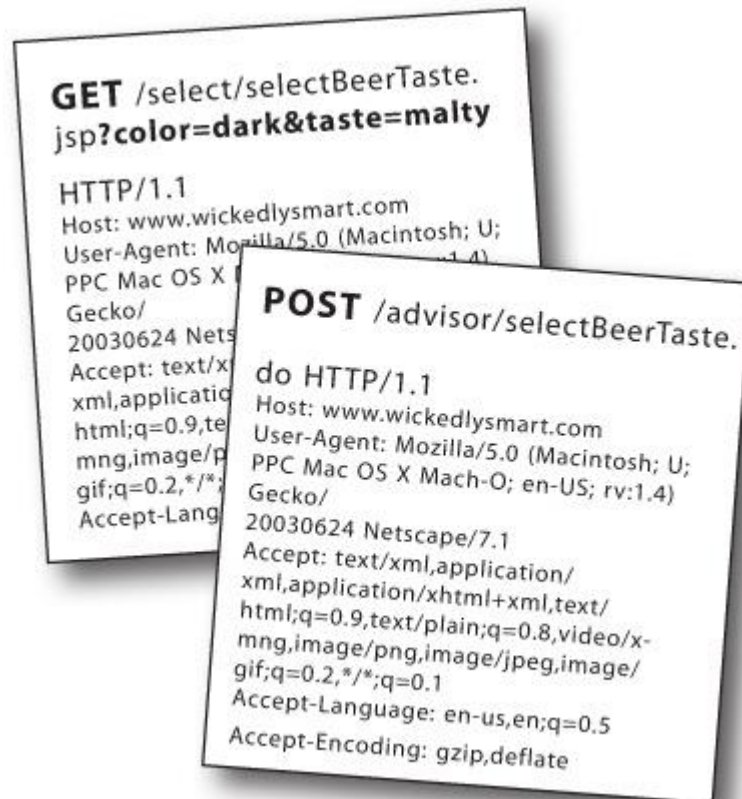 GET /select/selectBeerTaste.
jsp?color=dark&taste=malty
HTTP/1.1
Host: www.wickedlysmart.com
User-Agent: Mozilla/5.0 (Macintosh; U;
PPC Mac OS X
Gecko/
20030624 Nets
Accept: text/x
xml,applicatio
html;q=0.9,te
mng,image/p
gif;q=0.2,*/*;
Accept-Lang
POST /advisor/selectBeerTaste.
do HTTP/1.1
Host: www.wickedlysmart.com
User-Agent: Mozilla/5.0 (Macintosh; U;
PPC Mac OS X Mach-O; en-US; rv:1.4)
Gecko/
20030624 Netscape/7.1
Accept: text/xml,application/
xml,application/xhtml+xml,text/
html;q=0.9,text/plain;q=0.8,video/x-
mng,image/png,image/jpeg,image/
gif;q=0.2,*/*;q=0.1
Accept-Language: en-us,en;q=0.5
Accept-Encoding: gzip,deflate